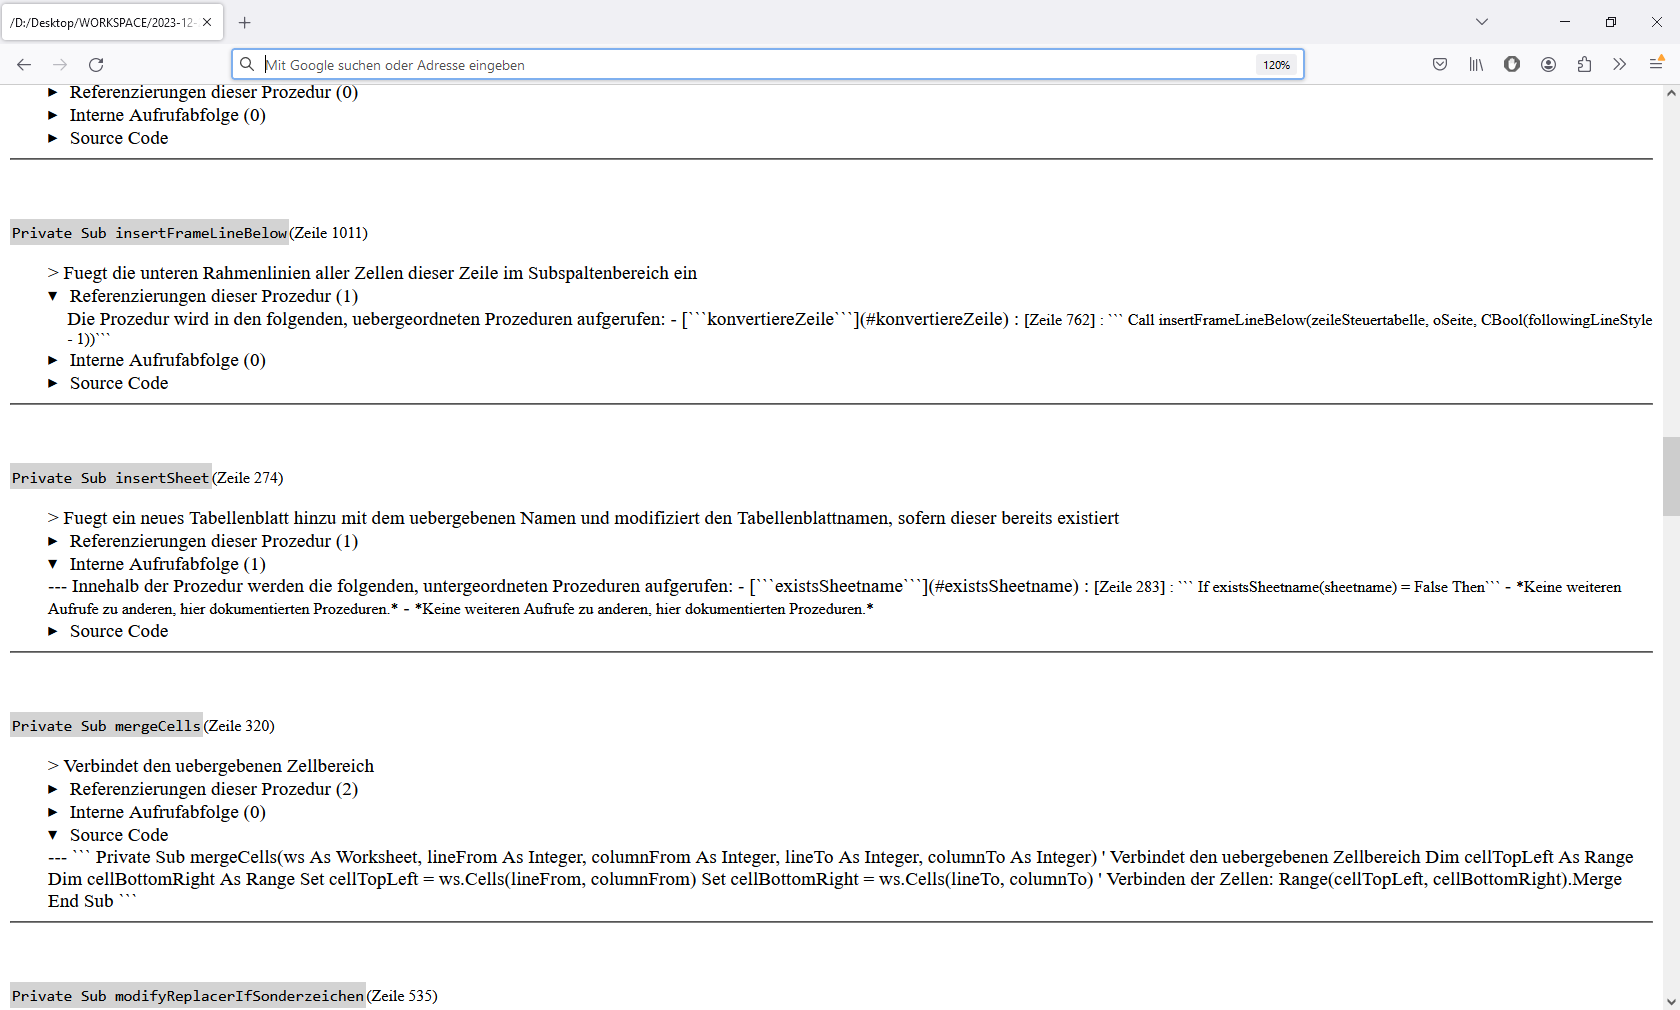 /D:/Desktop/WORKSPACE/2023-12-
Mit Google suchen oder Adresse eingeben
120%
Referenzierungen dieser Prozedur (0)
Interne Aufrufabfolge (0)
Source Code
Private Sub insertFrameLineBelow(Zeile 1011)
> Fuegt die unteren Rahmenlinien aller Zellen dieser Zeile im Subspaltenbereich ein
Referenzierungen dieser Prozedur (1)
Die Prozedur wird in den folgenden, uebergeordneten Prozeduren aufgerufen: - [```konvertiereZeile```](#konvertiereZeile) : [Zeile 762] : ``` Call insertFrameLineBelow(zeileSteuertabelle, oSeite, CBool(followingLineStyle
- 1))```
Interne Aufrufabfolge (0)
Source Code
Private Sub insertSheet(Zeile 274)
> Fuegt ein neues Tabellenblatt hinzu mit dem uebergebenen Namen und modifiziert den Tabellenblattnamen, sofern dieser bereits existiert
Referenzierungen dieser Prozedur (1)
Interne Aufrufabfolge (1)
--- Innehalb der Prozedur werden die folgenden, untergeordneten Prozeduren aufgerufen: - [```existsSheetname```](#existsSheetname) : [Zeile 283] : ``` If existsSheetname(sheetname) = False Then``` - *Keine weiteren
Aufrufe zu anderen, hier dokumentierten Prozeduren.* - *Keine weiteren Aufrufe zu anderen, hier dokumentierten Prozeduren.*
Source Code
Private Sub mergeCells(Zeile 320)
> Verbindet den uebergebenen Zellbereich
Referenzierungen dieser Prozedur (2)
Interne Aufrufabfolge (0)
Source Code
--- ``` Private Sub mergeCells(ws As Worksheet, lineFrom As Integer, columnFrom As Integer, lineTo As Integer, columnTo As Integer) ' Verbindet den uebergebenen Zellbereich Dim cellTopLeft As Range
Dim cellBottomRight As Range Set cellTopLeft = ws.Cells(lineFrom, columnFrom) Set cellBottomRight = ws.Cells(lineTo, columnTo) ' Verbinden der Zellen: Range(cellTopLeft, cellBottomRight).Merge
End Sub ```
Private Sub modifyReplacerIfSonderzeichen(Zeile 535)